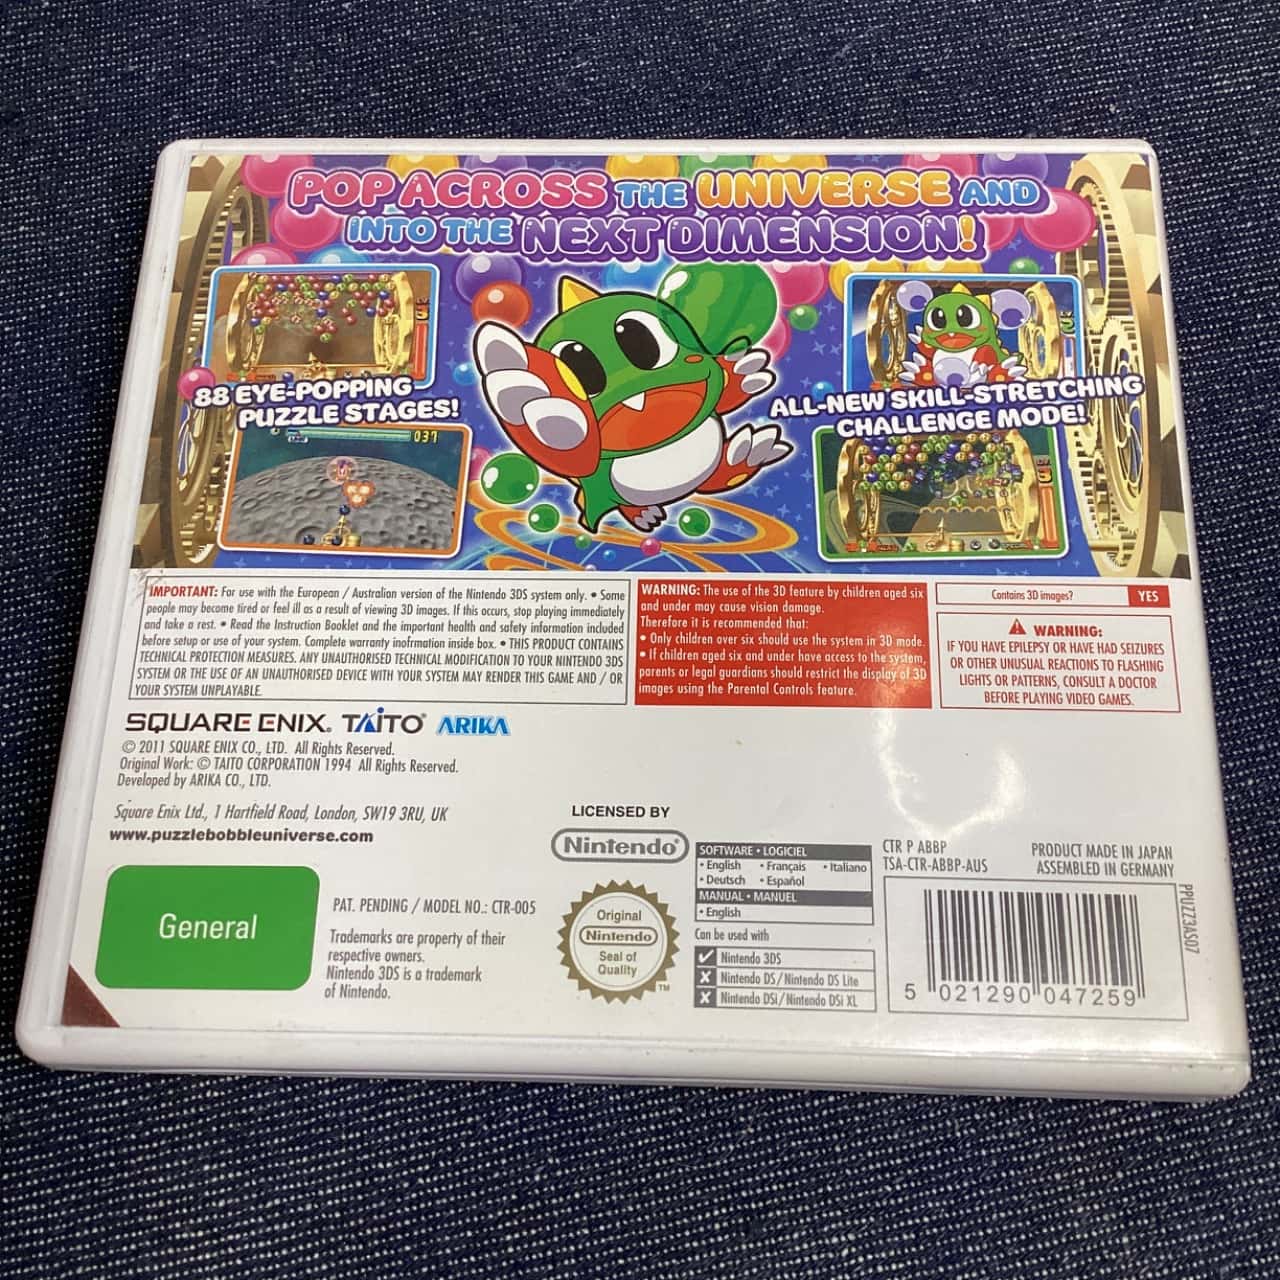 POP ACROSS THE UNIVERSE AND
INTO THE NEXT DIMENSION!
88 EYE-POPPING
PUZZLE STAGES!
037
ALL-NEW SKILL-STRETCHING
CHALLENGE MODE!
IMPORTANT: For use with the European / Australian version of the Nintendo 3DS system only. • Some
people may become tired or feel ill as a result of viewing 3D images. If this occurs, stop playing immediately
and take a rest. • Read the Instruction Booklet and the important health and safety information included
before setup or use of your system. Complete warranty inofrmation inside box. • THIS PRODUCT CONTAINS
TECHNICAL PROTECTION MEASURES. ANY UNAUTHORISED TECHNICAL MODIFICATION TO YOUR NINTENDO 3DS
SYSTEM OR THE USE OF AN UNAUTHORISED DEVICE WITH YOUR SYSTEM MAY RENDER THIS GAME AND / OR
YOUR SYSTEM UNPLAYABLE.
WARNING: The use of the 3D feature by children aged six
and under may cause vision damage.
Therefore it is recommended that:
• Only children over six should use the system in 3D mode.
• If children aged six and under have access to the system,
parents or legal guardians should restrict the display of 3D
images using the Parental Controls feature.
Contains 3D images? YES
WARNING:
IF YOU HAVE EPILEPSY OR HAVE HAD SEIZURES
OR OTHER UNUSUAL REACTIONS TO FLASHING
LIGHTS OR PATTERNS, CONSULT A DOCTOR
BEFORE PLAYING VIDEO GAMES.
SQUARE ENIX. TAITO® ARIKA
© 2011 SQUARE ENIX CO., LTD. All Rights Reserved.
Original Work: © TAITO CORPORATION 1994 All Rights Reserved.
Developed by ARIKA CO., LTD.
Square Enix Ltd., 1 Hartfield Road, London, SW19 3RU, UK
www.puzzlebobbleuniverse.com
General
PAT. PENDING / MODEL NO.: CTR-005
Trademarks are property of their
respective owners.
Nintendo 3DS is a trademark
of Nintendo.
LICENSED BY
Nintendo®
Original
Nintendo
Seal of
Quality
TM
SOFTWARE • LOGICIEL
• English • Français • Italiano
• Deutsch • Español
MANUAL • MANUEL
• English
Can be used with
Nintendo 3DS
Nintendo DS/Nintendo DS Lite
Nintendo DSi/Nintendo DSi XL
CTR P ABBP
TSA-CTR-ABBP-AUS
PRODUCT MADE IN JAPAN
ASSEMBLED IN GERMANY
PPUZZ3AS07
5 021290 047259